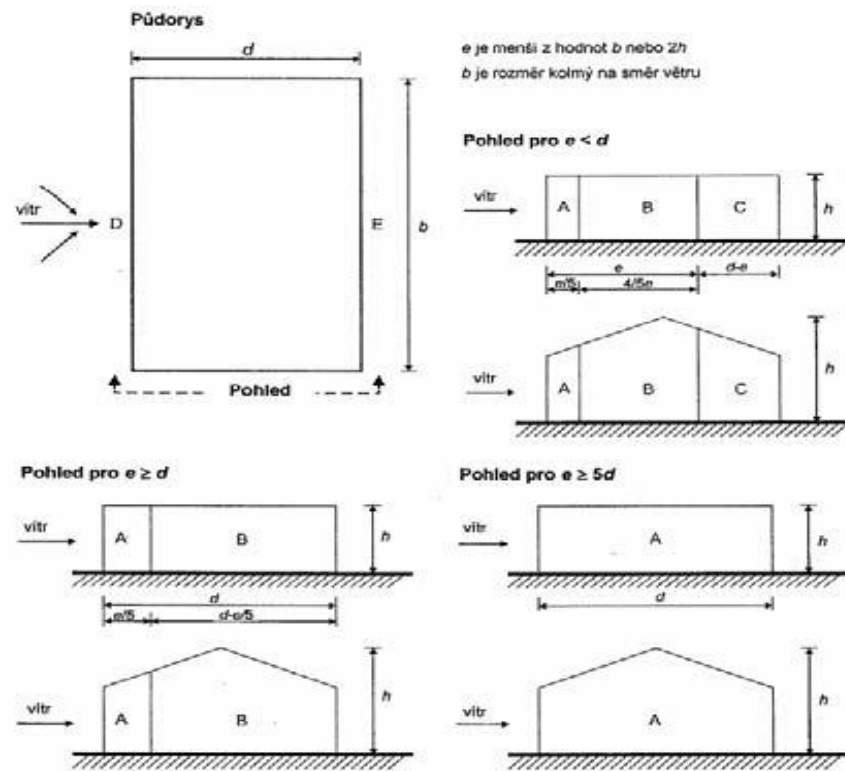 Půdorys
d
e je menší z hodnot b nebo 2h
b je rozměr kolmý na směr větru
vítr
D
E
b
Pohled
Pohled pro e < d
vítr
A
B
C
h
e
d-e
e/5
4/5e
vítr
A
B
C
h
Pohled pro e ≥ d
vítr
A
B
h
d
e/5
d-e/5
vítr
A
B
h
Pohled pro e ≥ 5d
vítr
A
h
d
vítr
A
h